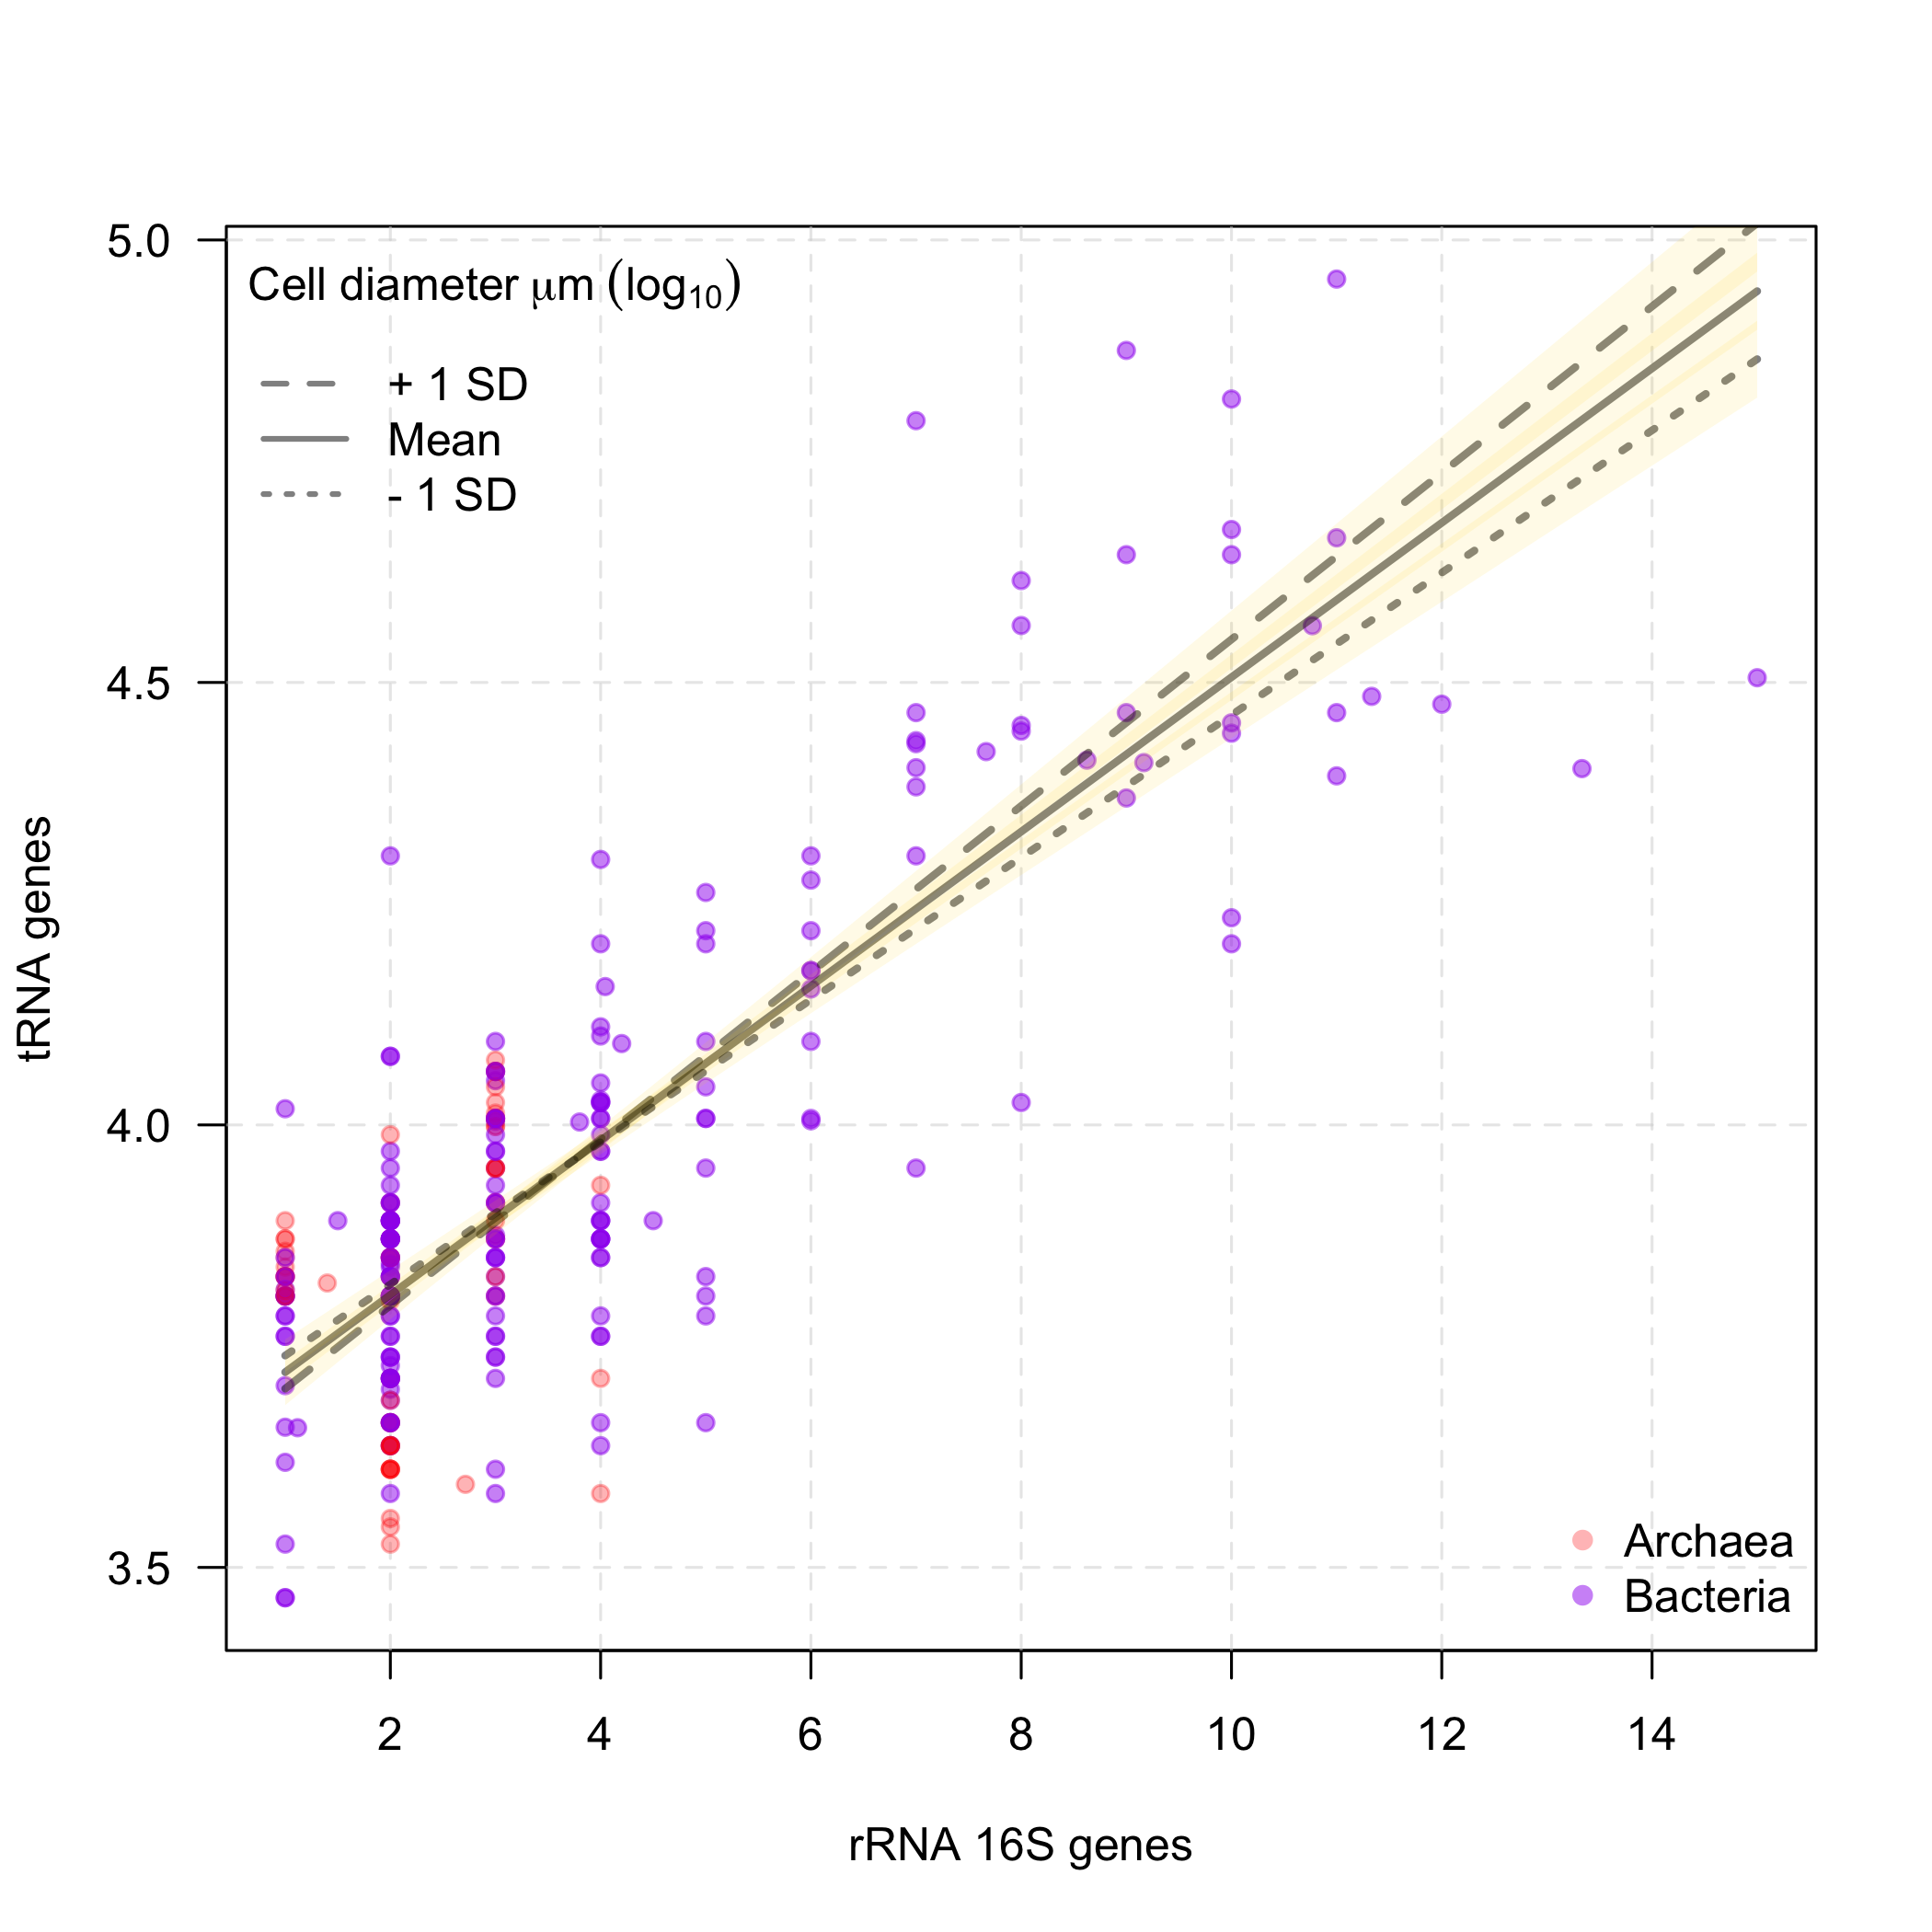 Cell diameter μm (log10)
+ 1 SD
Mean
- 1 SD
5.0
4.5
4.0
3.5
tRNA genes
Archaea
Bacteria
2 4 6 8 10 12 14
rRNA 16S genes